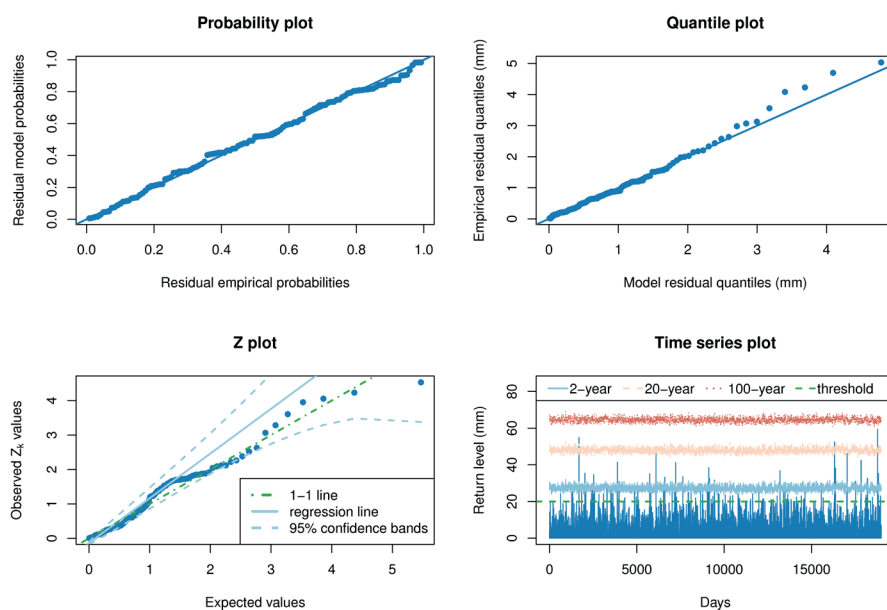 Probability plot
Residual model probabilities
0.0 0.2 0.4 0.6 0.8 1.0
0.0 0.2 0.4 0.6 0.8 1.0
Residual empirical probabilities
Quantile plot
Empirical residual quantiles (mm)
0 1 2 3 4 5
0 1 2 3 4
Model residual quantiles (mm)
Z plot
Observed Zk values
0 1 2 3 4
1−1 line
regression line
95% confidence bands
0 1 2 3 4 5
Expected values
Time series plot
Return level (mm)
0 20 40 60 80
2−year 20−year 100−year threshold
0 5000 10000 15000
Days